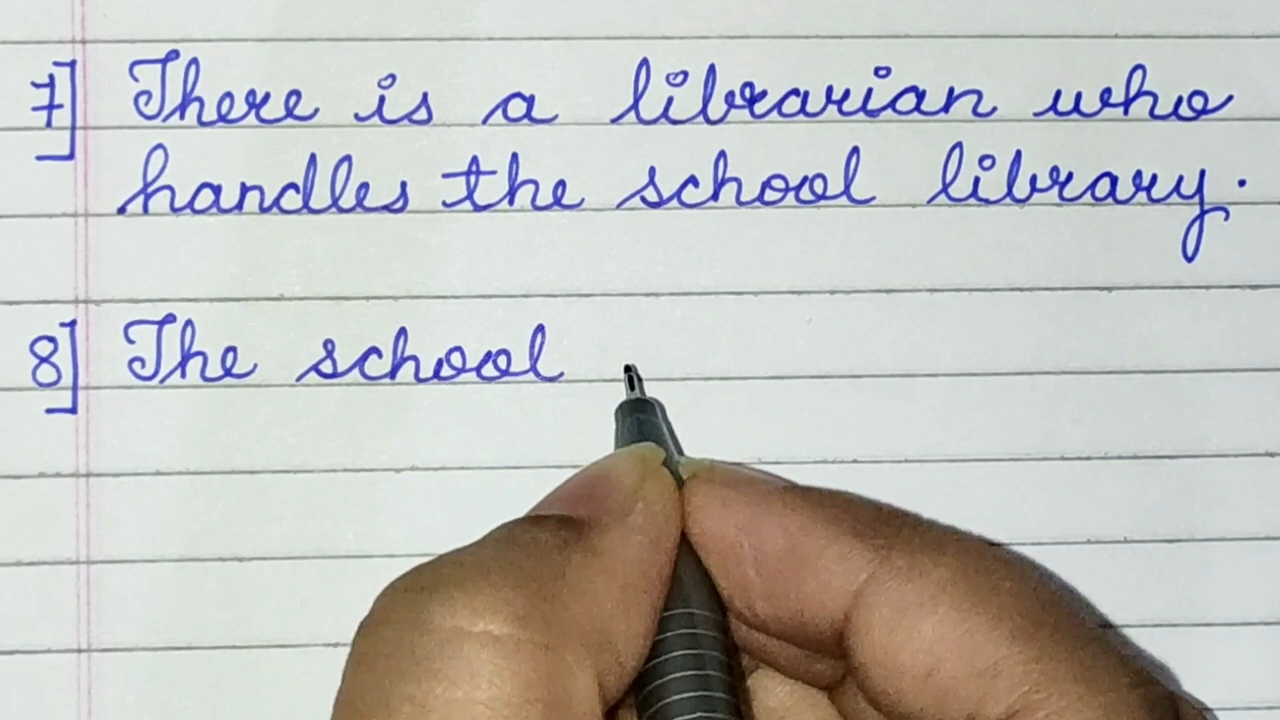 7] There is a librarian who
handles the school library.
8] The school